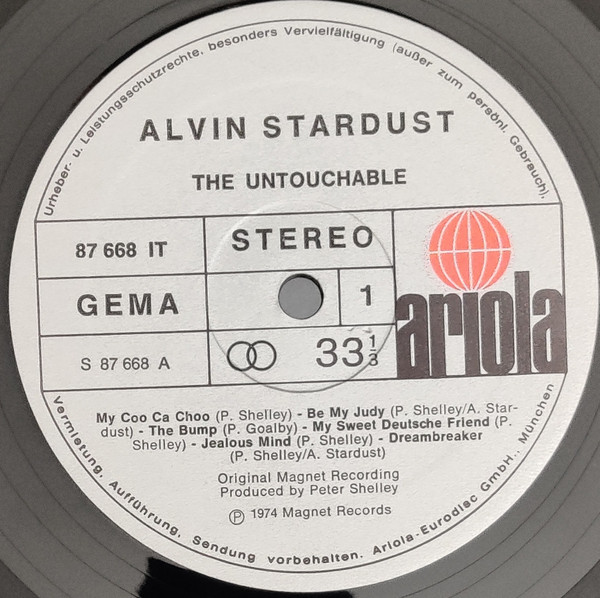 Urheber- u. Leistungsschutzrechte, besonders Vervielfältigung (außer zum persönl. Gebrauch),
ALVIN STARDUST
THE UNTOUCHABLE
87 668 IT
STEREO
GEMA
1
ariola
S 87 668 A
33 1/3
My Coo Ca Choo (P. Shelley) - Be My Judy (P. Shelley/A. Star-
dust) - The Bump (P. Goalby) - My Sweet Deutsche Friend (P.
Shelley) - Jealous Mind (P. Shelley) - Dreambreaker
(P. Shelley/A. Stardust)
Original Magnet Recording
Produced by Peter Shelley
Ⓟ 1974 Magnet Records
Vermietung, Aufführung, Sendung vorbehalten. Ariola-Eurodisc GmbH., München